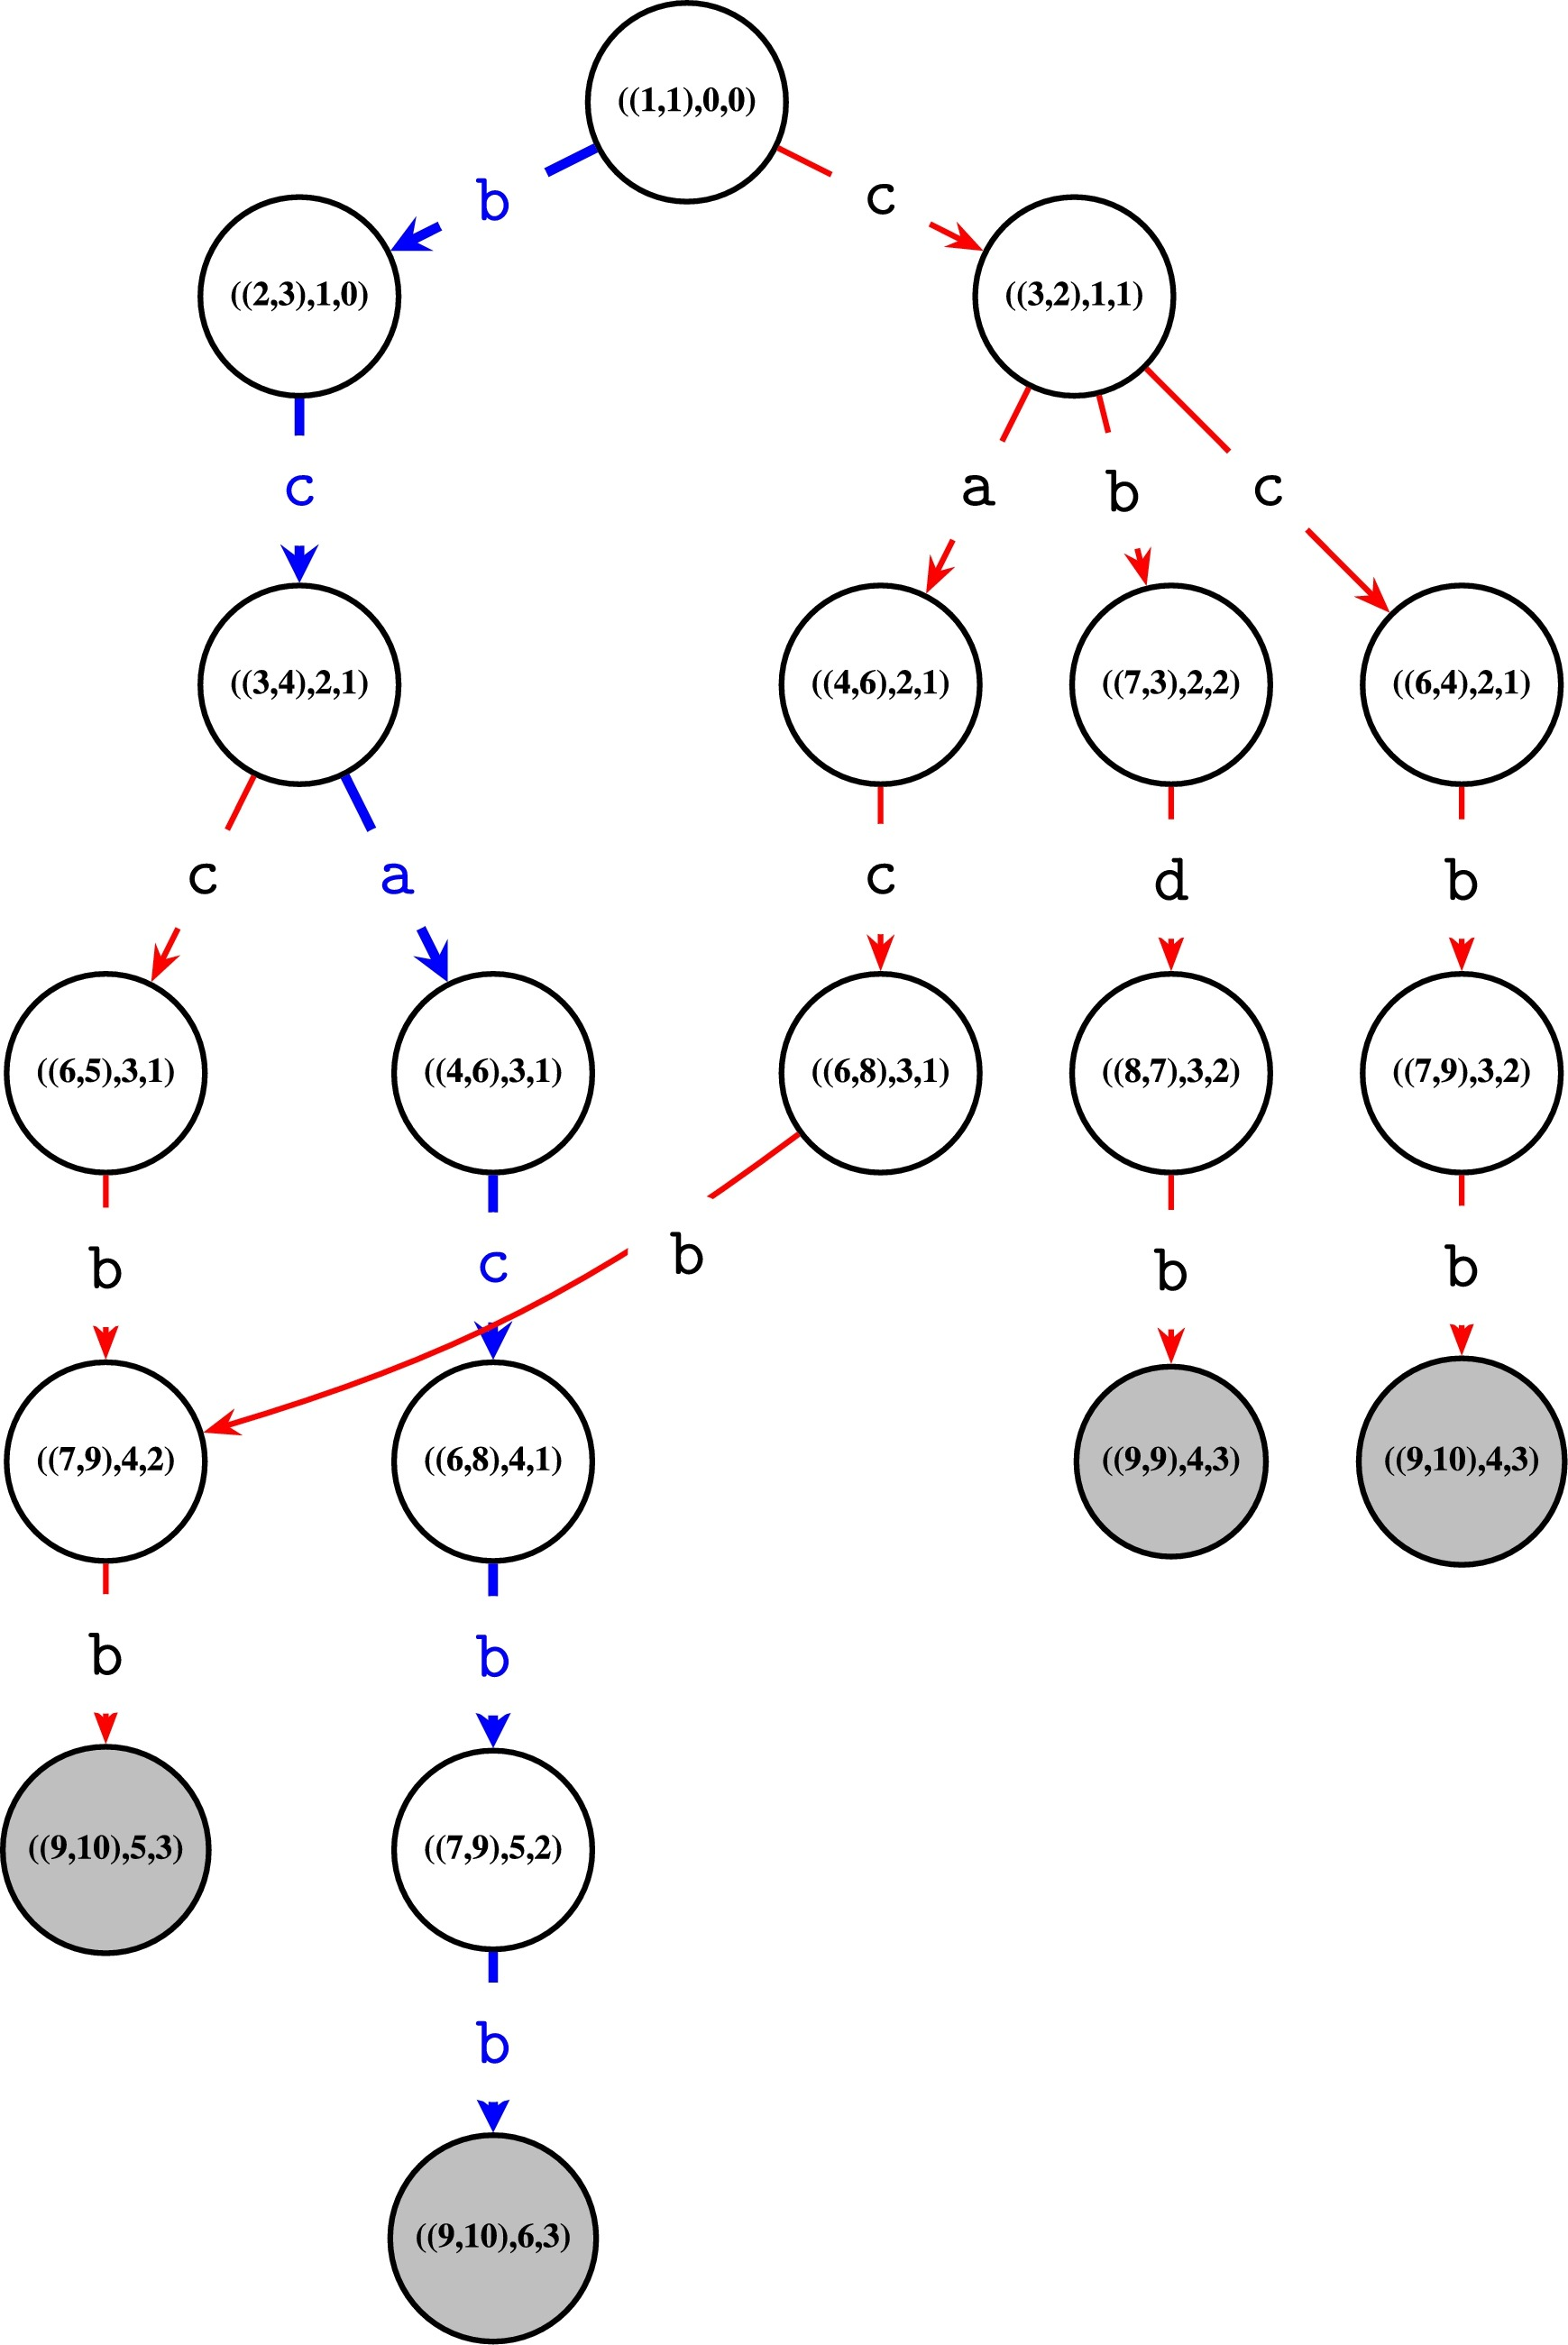 ((1,1),0,0)
b
c
((2,3),1,0)
((3,2),1,1)
c
a
b
c
((3,4),2,1)
((4,6),2,1)
((7,3),2,2)
((6,4),2,1)
c
a
c
d
b
((6,5),3,1)
((4,6),3,1)
((6,8),3,1)
((8,7),3,2)
((7,9),3,2)
b
c
b
b
b
((7,9),4,2)
((6,8),4,1)
((9,9),4,3)
((9,10),4,3)
b
b
((9,10),5,3)
((7,9),5,2)
b
((9,10),6,3)